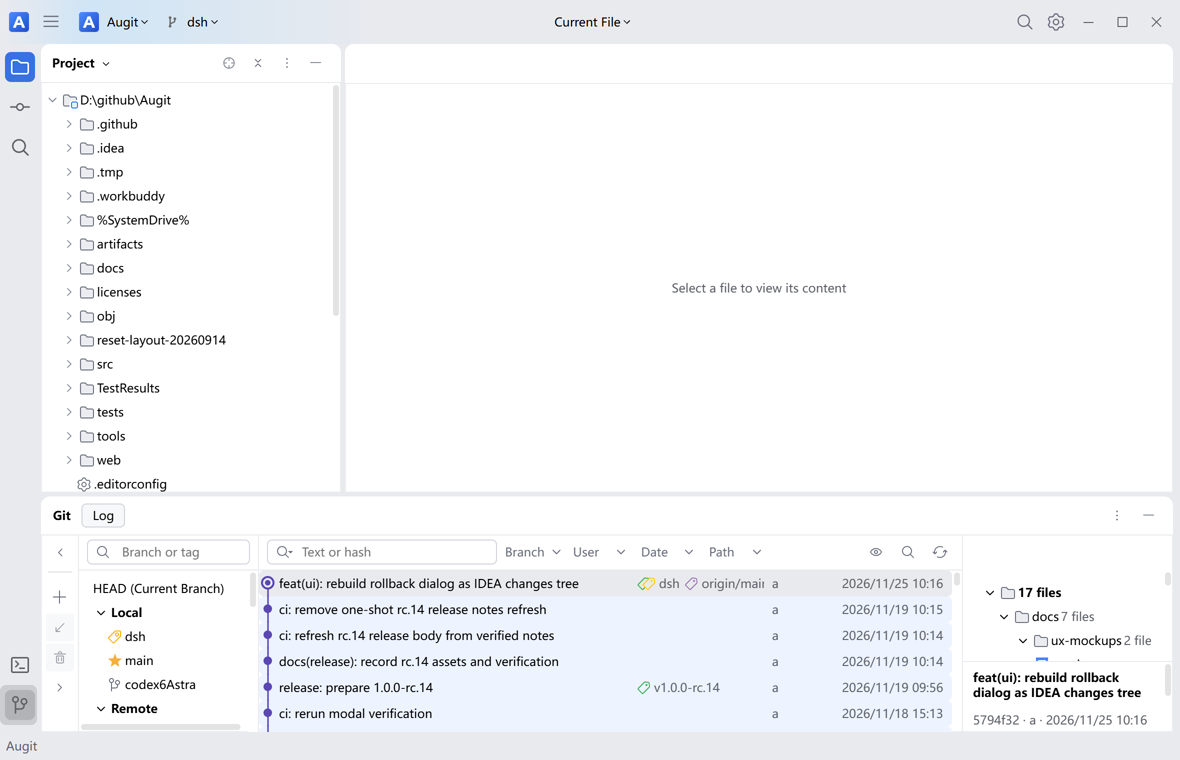 A
A Augit dsh
Current File
Project
D:\github\Augit
.github
.idea
.tmp
.workbuddy
%SystemDrive%
artifacts
docs
licenses
obj
reset-layout-20260914
src
TestResults
tests
tools
web
.editorconfig
Select a file to view its content
Git Log
Branch or tag
HEAD (Current Branch)
Local
dsh
main
codex6Astra
Remote
Text or hash Branch User Date Path
feat(ui): rebuild rollback dialog as IDEA changes tree dsh origin/mai a 2026/11/25 10:16
ci: remove one-shot rc.14 release notes refresh a 2026/11/19 10:15
ci: refresh rc.14 release body from verified notes a 2026/11/19 10:14
docs(release): record rc.14 assets and verification a 2026/11/19 10:14
release: prepare 1.0.0-rc.14 v1.0.0-rc.14 a 2026/11/19 09:56
ci: rerun modal verification a 2026/11/18 15:13
17 files
docs 7 files
ux-mockups 2 file
feat(ui): rebuild rollback
dialog as IDEA changes tree
5794f32 · a · 2026/11/25 10:16
Augit